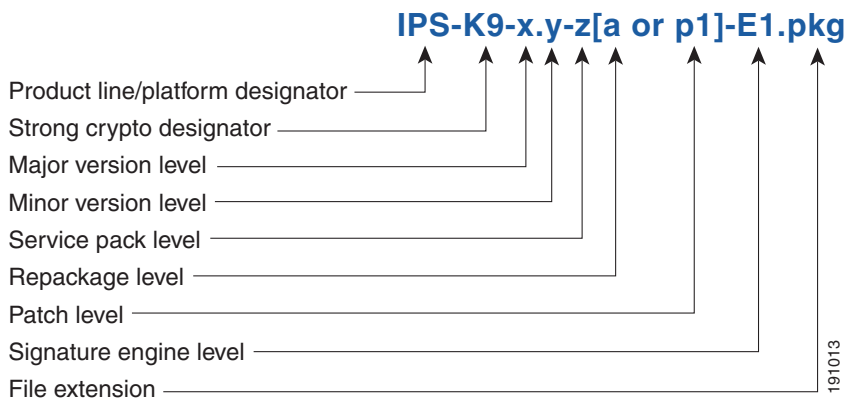 IPS-K9-x.y-z[a or p1]-E1.pkg
Product line/platform designator
Strong crypto designator
Major version level
Minor version level
Service pack level
Repackage level
Patch level
Signature engine level
File extension
191013